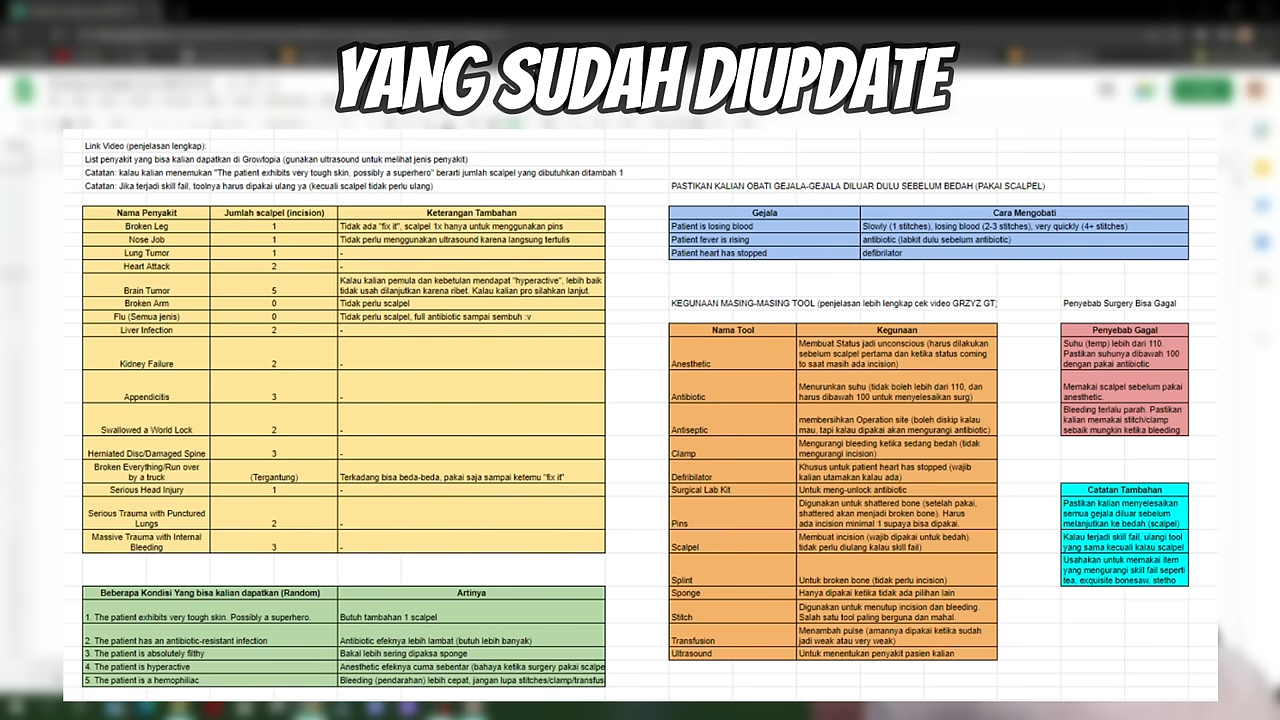 YANG SUDAH DIUPDATE
Link Video (penjelasan lengkap):
List penyakit yang bisa kalian dapatkan di Growtopia (gunakan ultrasound untuk melihat jenis penyakit)
Catatan: kalau kalian menemukan "The patient exhibits very tough skin, possibly a superhero" berarti jumlah scalpel yang dibutuhkan ditambah 1
Catatan: Jika terjadi skill fail, toolnya harus dipakai ulang ya (kecuali scalpel tidak perlu ulang)
Nama Penyakit Jumlah scalpel (incision) Keterangan Tambahan
Broken Leg 1 Tidak ada "fix it", scalpel 1x hanya untuk menggunakan pins
Nose Job 1 Tidak perlu menggunakan ultrasound karena langsung tertulis
Lung Tumor 1 -
Heart Attack 2 -
Kalau kalian pemula dan kebetulan mendapat "hyperactive", lebih baik
Brain Tumor 5 tidak usah dilanjutkan karena ribet. Kalau kalian pro silahkan lanjut.
Broken Arm 0 Tidak perlu scalpel
Flu (Semua jenis) 0 Tidak perlu scalpel, full antibiotic sampai sembuh :v
Liver Infection 2 -
Kidney Failure 2 -
Appendicitis 3 -
Swallowed a World Lock 2 -
Herniated Disc/Damaged Spine 3 -
Broken Everything/Run over
by a truck (Tergantung) Terkadang bisa beda-beda, pakai saja sampai ketemu "fix it"
Serious Head Injury 1 -
Serious Trauma with Punctured
Lungs 2 -
Massive Trauma with Internal
Bleeding 3 -
Beberapa Kondisi Yang bisa kalian dapatkan (Random) Artinya
1. The patient exhibits very tough skin. Possibly a superhero. Butuh tambahan 1 scalpel
2. The patient has an antibiotic-resistant infection Antibiotic efeknya lebih lambat (butuh lebih banyak)
3. The patient is absolutely filthy Bakal lebih sering dipaksa sponge
4. The patient is hyperactive Anesthetic efeknya cuma sebentar (bahaya ketika surgery pakai scalpe
5. The patient is a hemophiliac Bleeding (pendarahan) lebih cepat, jangan lupa stitches/clamp/transfus
PASTIKAN KALIAN OBATI GEJALA-GEJALA DILUAR DULU SEBELUM BEDAH (PAKAI SCALPEL)
Gejala Cara Mengobati
Patient is losing blood Slowly (1 stitches), losing blood (2-3 stitches), very quickly (4+ stitches)
Patient fever is rising antibiotic (labkit dulu sebelum antibiotic)
Patient heart has stopped defibrilator
KEGUNAAN MASING-MASING TOOL (penjelasan lebih lengkap cek video GRZYZ GT)
Nama Tool Kegunaan
Membuat Status jadi unconscious (harus dilakukan
sebelum scalpel pertama dan ketika status coming
Anesthetic to saat masih ada incision)
Menurunkan suhu (tidak boleh lebih dari 110, dan
Antibiotic harus dibawah 100 untuk menyelesaikan surg)
membersihkan Operation site (boleh diskip kalau
Antiseptic mau, tapi kalau dipakai akan mengurangi antibiotic)
Mengurangi bleeding ketika sedang bedah (tidak
Clamp mengurangi incision)
Khusus untuk patient heart has stopped (wajib
Defribilator kalian utamakan kalau ada)
Surgical Lab Kit Untuk meng-unlock antibiotic
Digunakan untuk shattered bone (setelah pakai,
shattered akan menjadi broken bone). Harus
Pins ada incision minimal 1 supaya bisa dipakai.
Membuat incision (wajib dipakai untuk bedah).
Scalpel tidak perlu diulang kalau skill fail)
Splint Untuk broken bone (tidak perlu incision)
Sponge Hanya dipakai ketika tidak ada pilihan lain
Digunakan untuk menutup incision dan bleeding.
Stitch Salah satu tool paling berguna dan mahal.
Menambah pulse (amannya dipakai ketika sudah
Transfusion jadi weak atau very weak)
Ultrasound Untuk menentukan penyakit pasien kalian
Penyebab Surgery Bisa Gagal
Penyebab Gagal
Suhu (temp) lebih dari 110.
Pastikan suhunya dibawah 100
dengan pakai antibiotic
Memakai scalpel sebelum pakai
anesthetic.
Bleeding terlalu parah. Pastikan
kalian memakai stitch/clamp
sebaik mungkin ketika bleeding
Catatan Tambahan
Pastikan kalian menyelesaikan
semua gejala diluar sebelum
melanjutkan ke bedah (scalpel)
Kalau terjadi skill fail, ulangi tool
yang sama kecuali kalau scalpel
Usahakan untuk memakai item
yang mengurangi skill fail seperti
tea, exquisite bonesaw, stetho